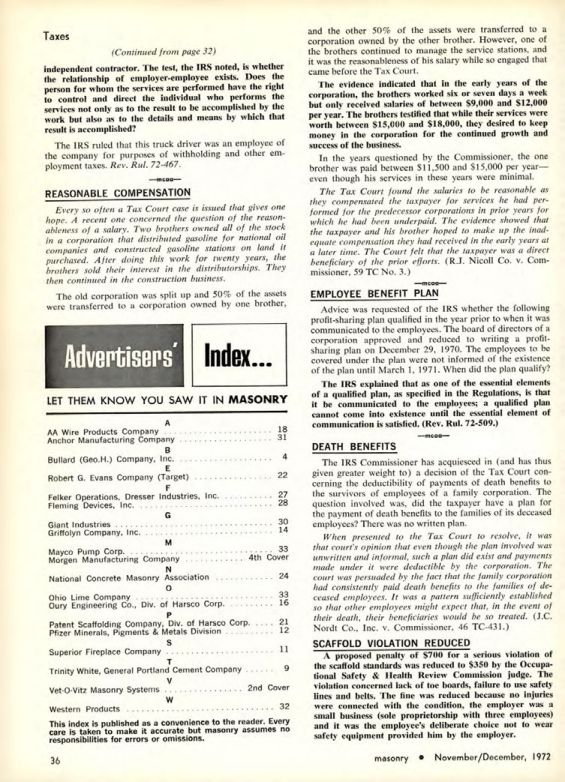 Taxes
(Continued from page 32)
independent contractor. The test, the IRS noted, is whether
the relationship of employer-employee exists. Does the
person for whom the services are performed have the right
to control and direct the individual who performs the
services not only as to the result to be accomplished by the
work but also as to the details and means by which that
result is accomplished?
The IRS ruled that this truck driver was an employee of
the company for purposes of withholding and other em-
ployment taxes. Rev. Rul. 72-467.
—mcaa—
REASONABLE COMPENSATION
Every so often a Tax Court case is issued that gives one
hope. A recent one concerned the question of the reason-
ableness of a salary. Two brothers owned all of the stock
in a corporation that distributed gasoline for national oil
companies and constructed gasoline stations on land it
purchased. After doing this work for twenty years, the
brothers sold their interest in the distributorships. They
then continued in the construction business.
The old corporation was split up and 50% of the assets
were transferred to a corporation owned by one brother,
Advertisers' Index...
LET THEM KNOW YOU SAW IT IN MASONRY
A
AA Wire Products Company ..................... 18
Anchor Manufacturing Company .................. 31
B
Bullard (Geo.H.) Company, Inc. .................. 4
E
Robert G. Evans Company (Target) ............... 22
F
Felker Operations, Dresser Industries, Inc. .......... 27
Fleming Devices, Inc. .......................... 28
G
Giant Industries .............................. 30
Griffolyn Company, Inc. ........................ 14
M
Mayco Pump Corp. ............................ 33
Morgen Manufacturing Company ............ 4th Cover
N
National Concrete Masonry Association ............ 24
O
Ohio Lime Company ........................... 33
Oury Engineering Co., Div. of Harsco Corp. ......... 16
P
Patent Scaffolding Company, Div. of Harsco Corp. ..... 21
Pfizer Minerals, Pigments & Metals Division ......... 12
S
Superior Fireplace Company ..................... 11
T
Trinity White, General Portland Cement Company ...... 9
V
Vet-O-Vitz Masonry Systems ............... 2nd Cover
W
Western Products ............................. 32
This index is published as a convenience to the reader. Every
care is taken to make it accurate but masonry assumes no
responsibilities for errors or omissions.
36
and the other 50% of the assets were transferred to a
corporation owned by the other brother. However, one of
the brothers continued to manage the service stations, and
it was the reasonableness of his salary while so engaged that
came before the Tax Court.
The evidence indicated that in the early years of the
corporation, the brothers worked six or seven days a week
but only received salaries of between $9,000 and $12,000
per year. The brothers testified that while their services were
worth between $15,000 and $18,000, they desired to keep
money in the corporation for the continued growth and
success of the business.
In the years questioned by the Commissioner, the one
brother was paid between $11,500 and $15,000 per year—
even though his services in these years were minimal.
The Tax Court found the salaries to be reasonable as
they compensated the taxpayer for services he had per-
formed for the predecessor corporations in prior years for
which he had been underpaid. The evidence showed that
the taxpayer and his brother hoped to make up the inad-
equate compensation they had received in the early years at
a later time. The Court felt that the taxpayer was a direct
beneficiary of the prior efforts. (R.J. Nicoll Co. v. Com-
missioner, 59 TC No. 3.)
—mcaa—
EMPLOYEE BENEFIT PLAN
Advice was requested of the IRS whether the following
profit-sharing plan qualified in the year prior to when it was
communicated to the employees. The board of directors of a
corporation approved and reduced to writing a profit-
sharing plan on December 29, 1970. The employees to be
covered under the plan were not informed of the existence
of the plan until March 1, 1971. When did the plan qualify?
The IRS explained that as one of the essential elements
of a qualified plan, as specified in the Regulations, is that
it be communicated to the employees; a qualified plan
cannot come into existence until the essential element of
communication is satisfied. (Rev. Rul. 72-509.)
—mcaa—
DEATH BENEFITS
The IRS Commissioner has acquiesced in (and has thus
given greater weight to) a decision of the Tax Court con-
cerning the deductibility of payments of death benefits to
the survivors of employees of a family corporation. The
question involved was, did the taxpayer have a plan for
the payment of death benefits to the families of its deceased
employees? There was no written plan.
When presented to the Tax Court to resolve, it was
that court's opinion that even though the plan involved was
unwritten and informal, such a plan did exist and payments
made under it were deductible by the corporation. The
court was persuaded by the fact that the family corporation
had consistently paid death benefits to the families of de-
ceased employees. It was a pattern sufficiently established
so that other employees might expect that, in the event of
their death, their beneficiaries would be so treated. (J.C.
Nordt Co., Inc. v. Commissioner, 46 TC-431.)
SCAFFOLD VIOLATION REDUCED
A proposed penalty of $700 for a serious violation of
the scaffold standards was reduced to $350 by the Occupa-
tional Safety & Health Review Commission judge. The
violation concerned lack of toe boards, failure to use safety
lines and belts. The fine was reduced because no injuries
were connected with the condition, the employer was a
small business (sole proprietorship with three employees)
and it was the employee's deliberate choice not to wear
safety equipment provided him by the employer.
masonry • November/December, 1972